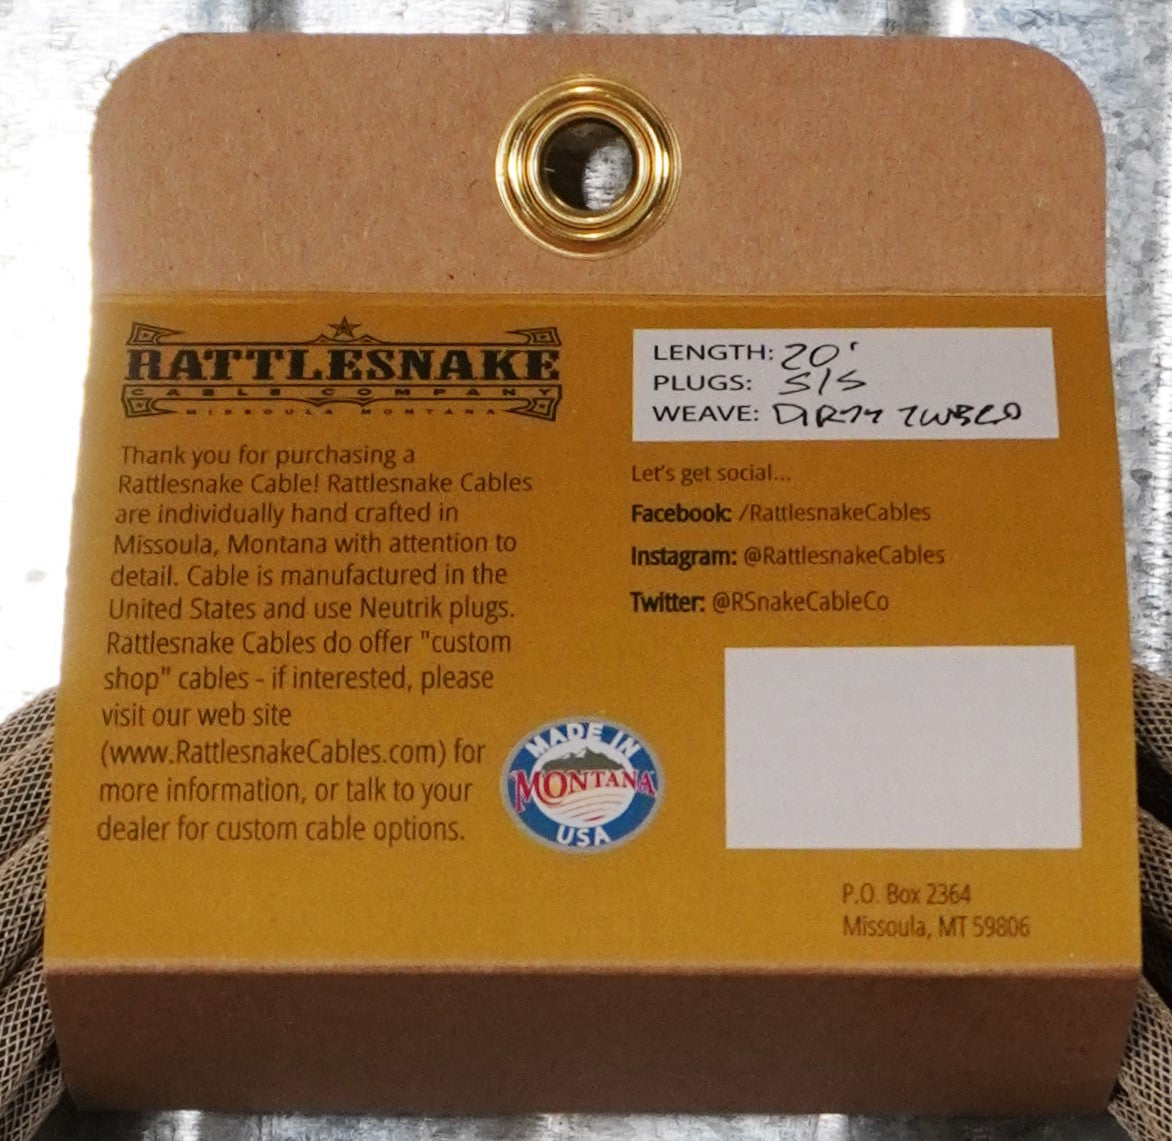 RATTLESNAKE
CABLE COMPANY
MISSOULA MONTANA
Thank you for purchasing a
Rattlesnake Cable! Rattlesnake Cables
are individually hand crafted in
Missoula, Montana with attention to
detail. Cable is manufactured in the
United States and use Neutrik plugs.
Rattlesnake Cables do offer "custom
shop" cables - if interested, please
visit our web site
(www.RattlesnakeCables.com) for
more information, or talk to your
dealer for custom cable options.
MADE IN
MONTANA
USA
LENGTH: 20'
PLUGS: S/S
WEAVE: DIRTY TWEED
Let's get social...
Facebook: /RattlesnakeCables
Instagram: @RattlesnakeCables
Twitter: @RSnakeCableCo
P.O. Box 2364
Missoula, MT 59806